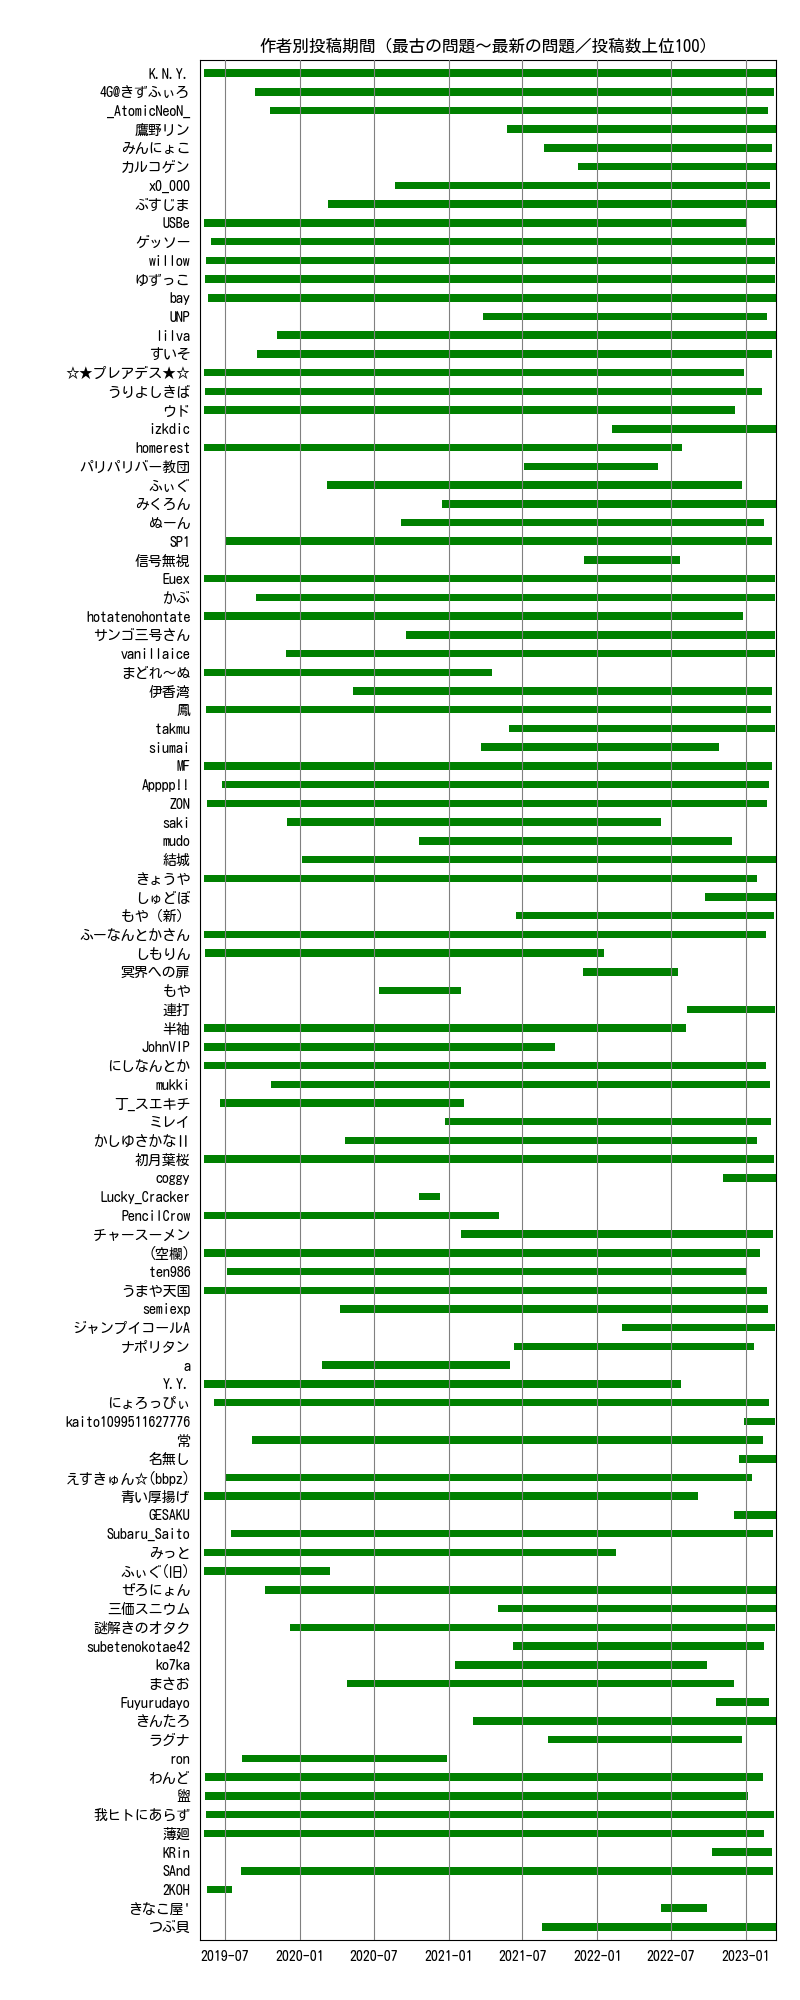 作者別投稿期間（最古の問題～最新の問題／投稿数上位100）
K.N.Y.
4G@きずふぃろ
_AtomicNeoN_
鷹野リン
みんにょこ
カルコゲン
x0_000
ぶすじま
USBe
ゲッソー
willow
ゆずっこ
bay
UNP
lilva
すいそ
☆★プレアデス★☆
うりよしきば
ウド
izkdic
homerest
パリパリバー教団
ふぃぐ
みくろん
ぬーん
SP1
信号無視
Euex
かぶ
hotatenohontate
サンゴ三号さん
vanillaice
まどれ～ぬ
伊香湾
鳳
takmu
siumai
MF
Appppll
ZON
saki
mudo
結城
きょうや
しゅどぼ
もや（新）
ふーなんとかさん
しもりん
冥界への扉
もや
連打
半袖
JohnVIP
にしなんとか
mukki
丁_スエキチ
ミレイ
かしゆさかなII
初月葉桜
coggy
Lucky_Cracker
PencilCrow
チャースーメン
(空欄)
ten986
うまや天国
semiexp
ジャンプイコールA
ナポリタン
a
Y.Y.
にょろっぴぃ
kaito1099511627776
常
名無し
えすきゅん☆(bbpz)
青い厚揚げ
GESAKU
Subaru_Saito
みっと
ふぃぐ(旧)
ぜろにょん
三価スニウム
謎解きのオタク
subetenokotae42
ko7ka
まさお
Fuyurudayo
きんたろ
ラグナ
ron
わんど
盥
我ヒトにあらず
薄廻
KRin
SAnd
2KOH
きなこ屋'
つぶ貝
2019-07 2020-01 2020-07 2021-01 2021-07 2022-01 2022-07 2023-01